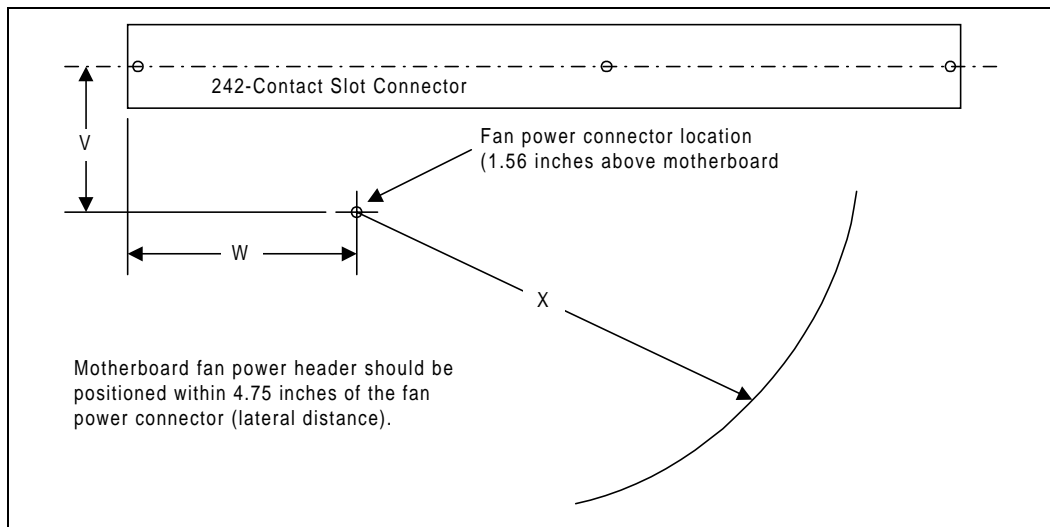 242-Contact Slot Connector
V
Fan power connector location
(1.56 inches above motherboard
W
X
Motherboard fan power header should be
positioned within 4.75 inches of the fan
power connector (lateral distance).